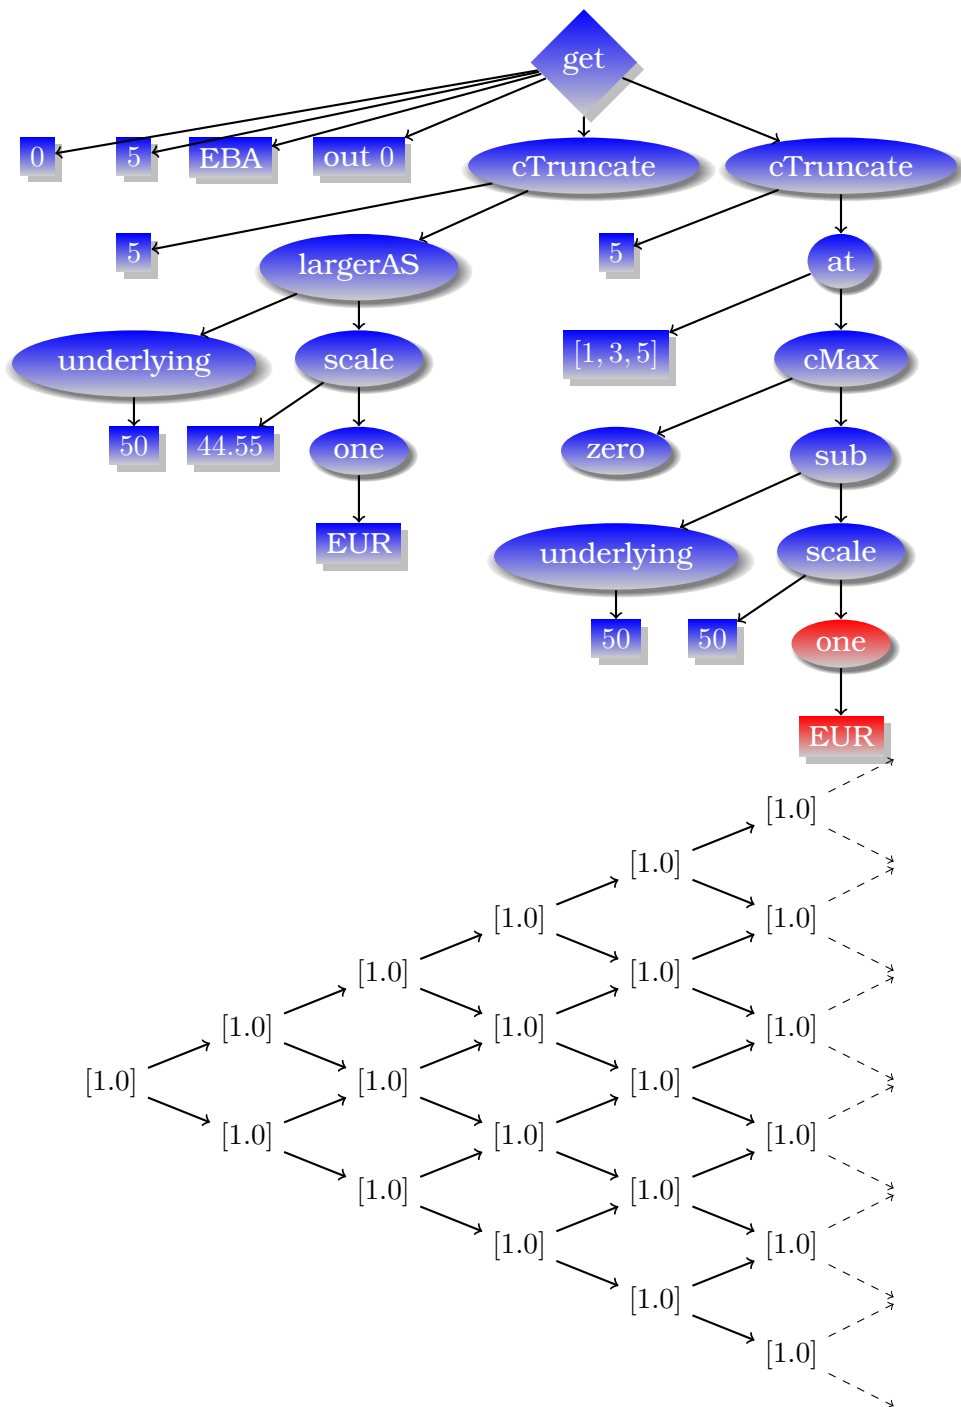 get
0 5 EBA out 0 cTruncate cTruncate
5 largerAS 5 at
underlying scale [1, 3, 5] cMax
50 44.55 one zero sub
EUR underlying scale
50 50 one
EUR
[1.0]
[1.0]
[1.0] [1.0]
[1.0] [1.0]
[1.0] [1.0] [1.0]
[1.0] [1.0] [1.0]
[1.0] [1.0] [1.0]
[1.0] [1.0]
[1.0] [1.0]
[1.0]
[1.0]